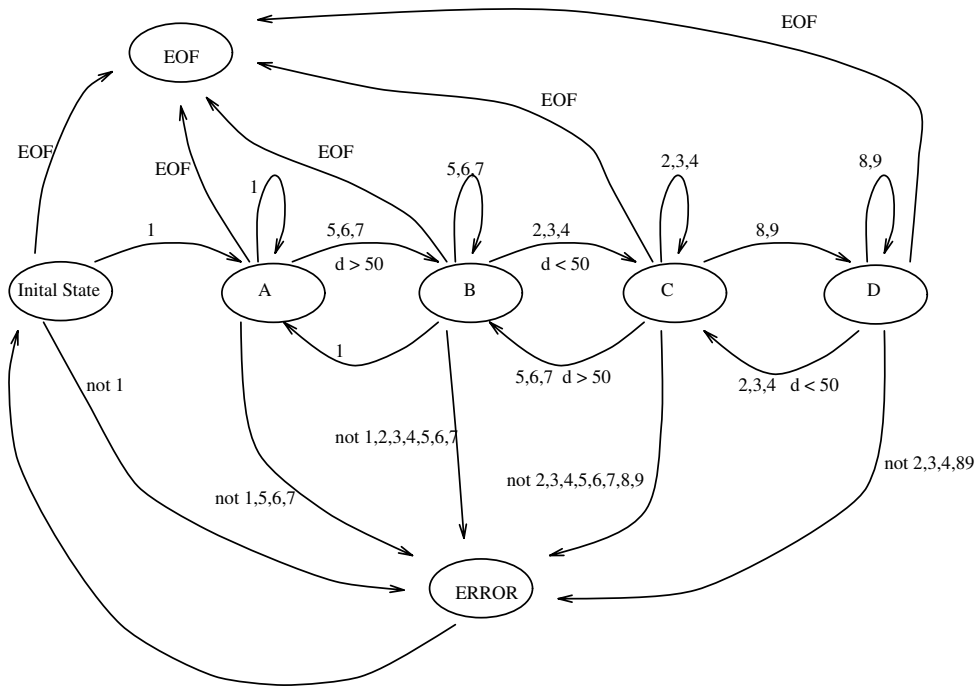 EOF
EOF
EOF
EOF
EOF
EOF
1
1
5,6,7
d > 50
5,6,7
2,3,4
d < 50
2,3,4
8,9
8,9
Inital State
A
B
C
D
1
5,6,7 d > 50
2,3,4 d < 50
not 1
not 1,5,6,7
not 1,2,3,4,5,6,7
not 2,3,4,5,6,7,8,9
not 2,3,4,89
ERROR